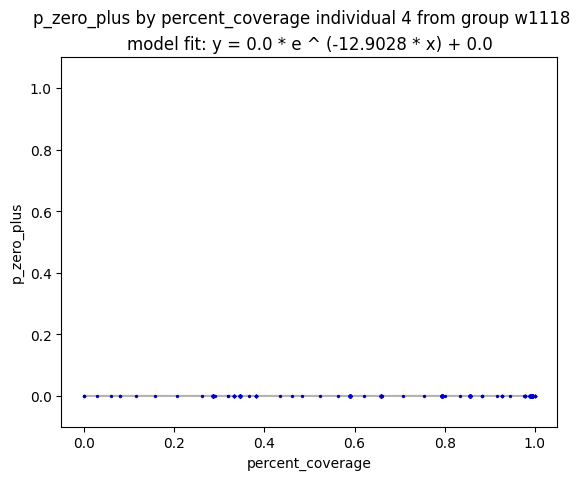 p_zero_plus by percent_coverage individual 4 from group w1118
model fit: y = 0.0 * e ^ (-12.9028 * x) + 0.0
1.0
0.8
0.6
0.4
0.2
0.0
p_zero_plus
0.0 0.2 0.4 0.6 0.8 1.0
percent_coverage